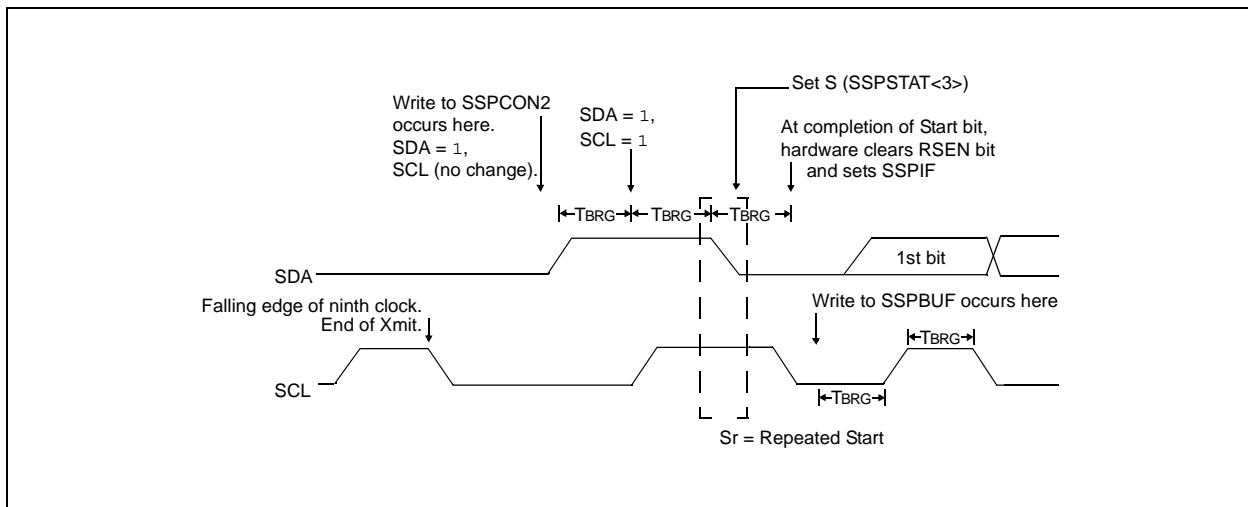 Set S (SSPSTAT<3>)
Write to SSPCON2
occurs here.
SDA = 1,
SCL (no change).
SDA = 1,
SCL = 1
At completion of Start bit,
hardware clears RSEN bit
and sets SSPIF
TBRG
TBRG
TBRG
SDA
1st bit
Falling edge of ninth clock.
End of Xmit.
Write to SSPBUF occurs here
TBRG
SCL
TBRG
Sr = Repeated Start